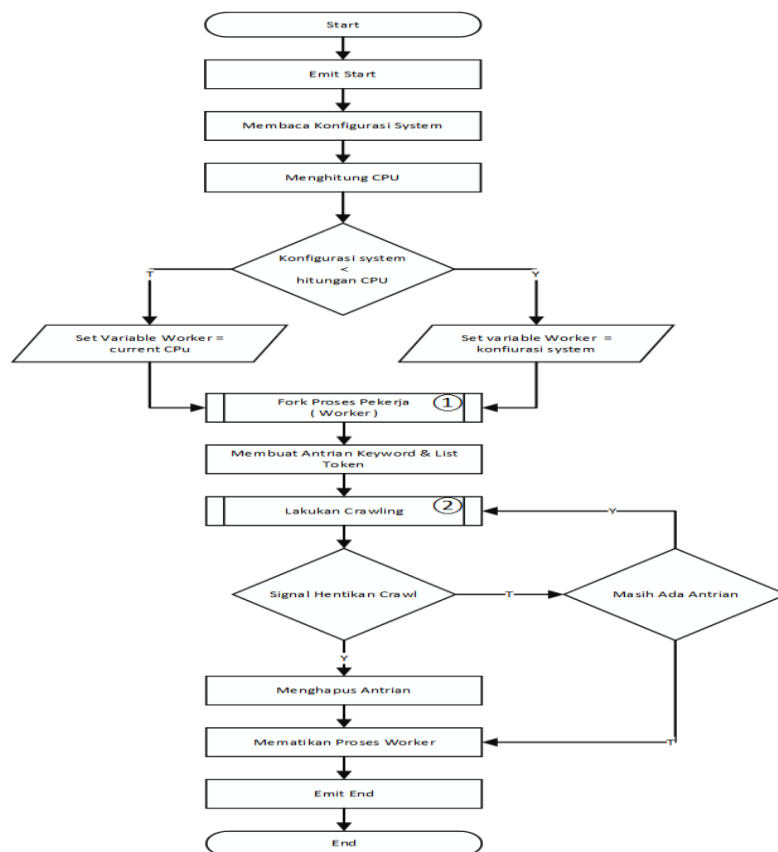 Start
Emit Start
Membaca Konfigurasi System
Menghitung CPU
Konfigurasi system
<
hitungan CPU
T
Y
Set Variable Worker =
current CPu
Set variable Worker =
konfiurasi system
Fork Proses Pekerja
( Worker )
1
Membuat Antrian Keyword & List
Token
Lakukan Crawling
2
Y
Signal Hentikan Crawl
T
Masih Ada Antrian
Y
Menghapus Antrian
Mematikan Proses Worker
T
Emit End
End